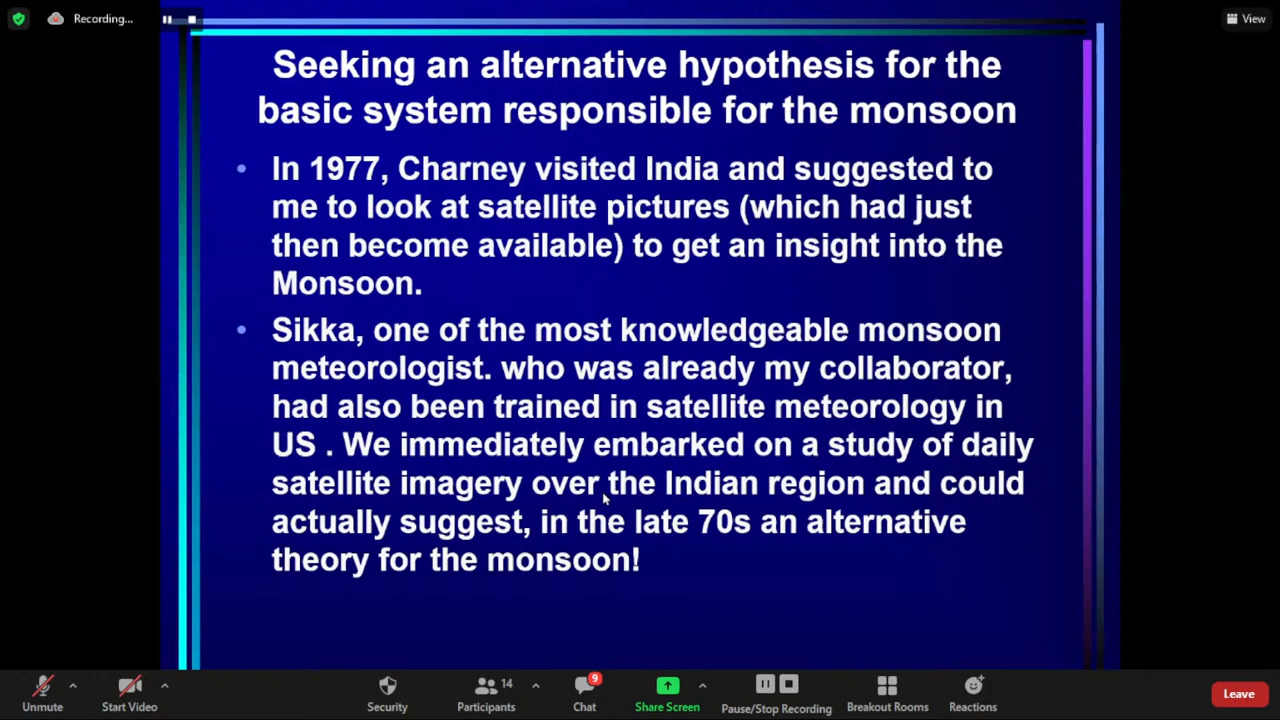 Recording...
View
Seeking an alternative hypothesis for the
basic system responsible for the monsoon
• In 1977, Charney visited India and suggested to
me to look at satellite pictures (which had just
then become available) to get an insight into the
Monsoon.
• Sikka, one of the most knowledgeable monsoon
meteorologist. who was already my collaborator,
had also been trained in satellite meteorology in
US . We immediately embarked on a study of daily
satellite imagery over the Indian region and could
actually suggest, in the late 70s an alternative
theory for the monsoon!
Unmute
Start Video
Security
14
Participants
9
Chat
Share Screen
Pause/Stop Recording
Breakout Rooms
Reactions
Leave